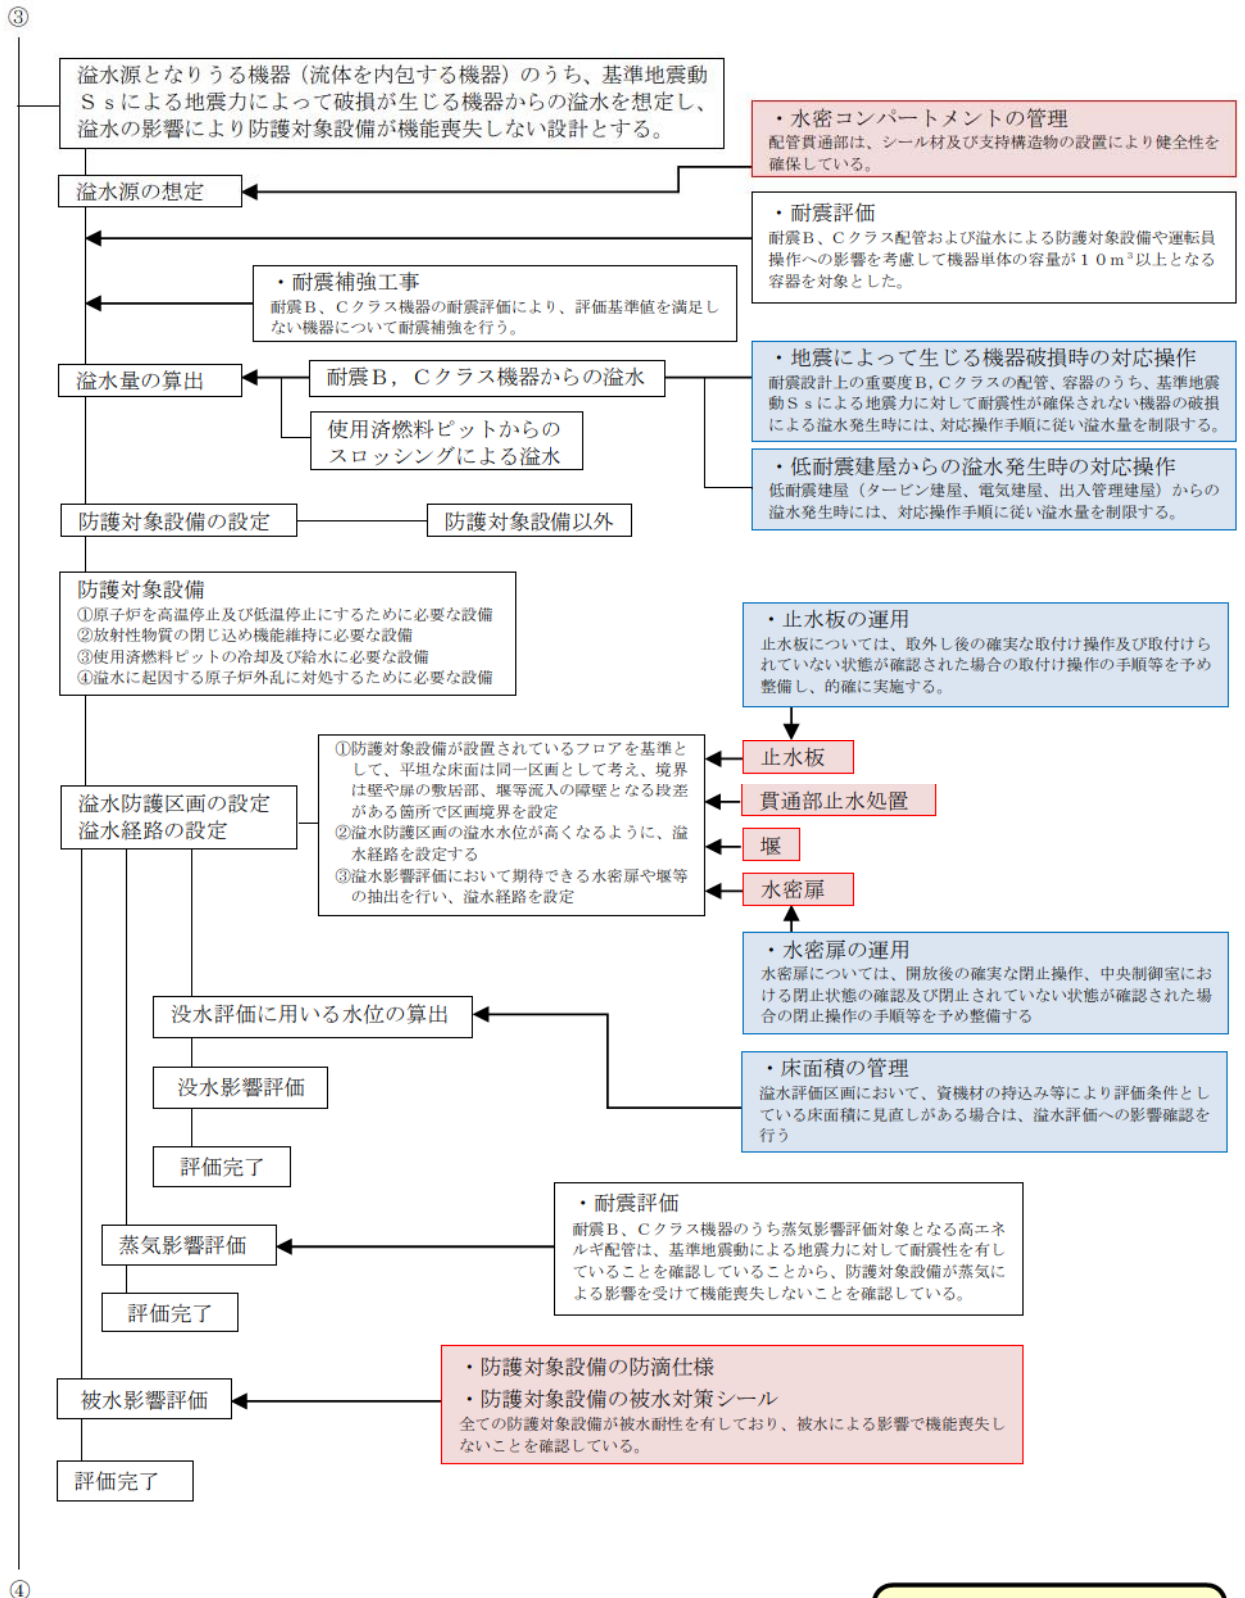 ③
溢水源となりうる機器（流体を内包する機器）のうち、基準地震動
Ｓｓによる地震力によって破損が生じる機器からの溢水を想定し、
溢水の影響により防護対象設備が機能喪失しない設計とする。
・水密コンパートメントの管理
配管貫通部は、シール材及び支持構造物の設置により健全性を
確保している。
溢水源の想定
・耐震評価
耐震Ｂ、Ｃクラス配管および溢水による防護対象設備や運転員
操作への影響を考慮して機器単体の容量が１０ｍ³以上となる
容器を対象とした。
・耐震補強工事
耐震Ｂ、Ｃクラス機器の耐震評価により、評価基準値を満足し
ない機器について耐震補強を行う。
溢水量の算出
耐震Ｂ，Ｃクラス機器からの溢水
使用済燃料ピットからの
スロッシングによる溢水
・地震によって生じる機器破損時の対応操作
耐震設計上の重要度Ｂ,Ｃクラスの配管、容器のうち、基準地震
動Ｓｓによる地震力に対して耐震性が確保されない機器の破損
による溢水発生時には、対応操作手順に従い溢水量を制限する。
・低耐震建屋からの溢水発生時の対応操作
低耐震建屋（タービン建屋、電気建屋、出入管理建屋）からの
溢水発生時には、対応操作手順に従い溢水量を制限する。
防護対象設備の設定
防護対象設備以外
防護対象設備
①原子炉を高温停止及び低温停止にするために必要な設備
②放射性物質の閉じ込め機能維持に必要な設備
③使用済燃料ピットの冷却及び給水に必要な設備
④溢水に起因する原子炉外乱に対処するために必要な設備
・止水板の運用
止水板については、取外し後の確実な取付け操作及び取付けら
れていない状態が確認された場合の取付け操作の手順等を予め
整備し、的確に実施する。
溢水防護区画の設定
溢水経路の設定
①防護対象設備が設置されているフロアを基準と
して、平坦な床面は同一区画として考え、境界
は壁や扉の敷居部、堰等流入の障壁となる段差
がある箇所で区画境界を設定
②溢水防護区画の溢水水位が高くなるように、溢
水経路を設定する
③溢水影響評価において期待できる水密扉や堰等
の抽出を行い、溢水経路を設定
止水板
貫通部止水処置
堰
水密扉
・水密扉の運用
水密扉については、開放後の確実な閉止操作、中央制御室にお
ける閉止状態の確認及び閉止されていない状態が確認された場
合の閉止操作の手順等を予め整備する
没水評価に用いる水位の算出
・床面積の管理
溢水評価区画において、資機材の持込み等により評価条件とし
ている床面積に見直しがある場合は、溢水評価への影響確認を
行う
没水影響評価
評価完了
・耐震評価
耐震Ｂ、Ｃクラス機器のうち蒸気影響評価対象となる高エネ
ルギ配管は、基準地震動による地震力に対して耐震性を有し
ていることを確認していることから、防護対象設備が蒸気に
よる影響を受けて機能喪失しないことを確認している。
蒸気影響評価
評価完了
・防護対象設備の防滴仕様
・防護対象設備の被水対策シール
全ての防護対象設備が被水耐性を有しており、被水による影響で機能喪失し
ないことを確認している。
被水影響評価
評価完了
④